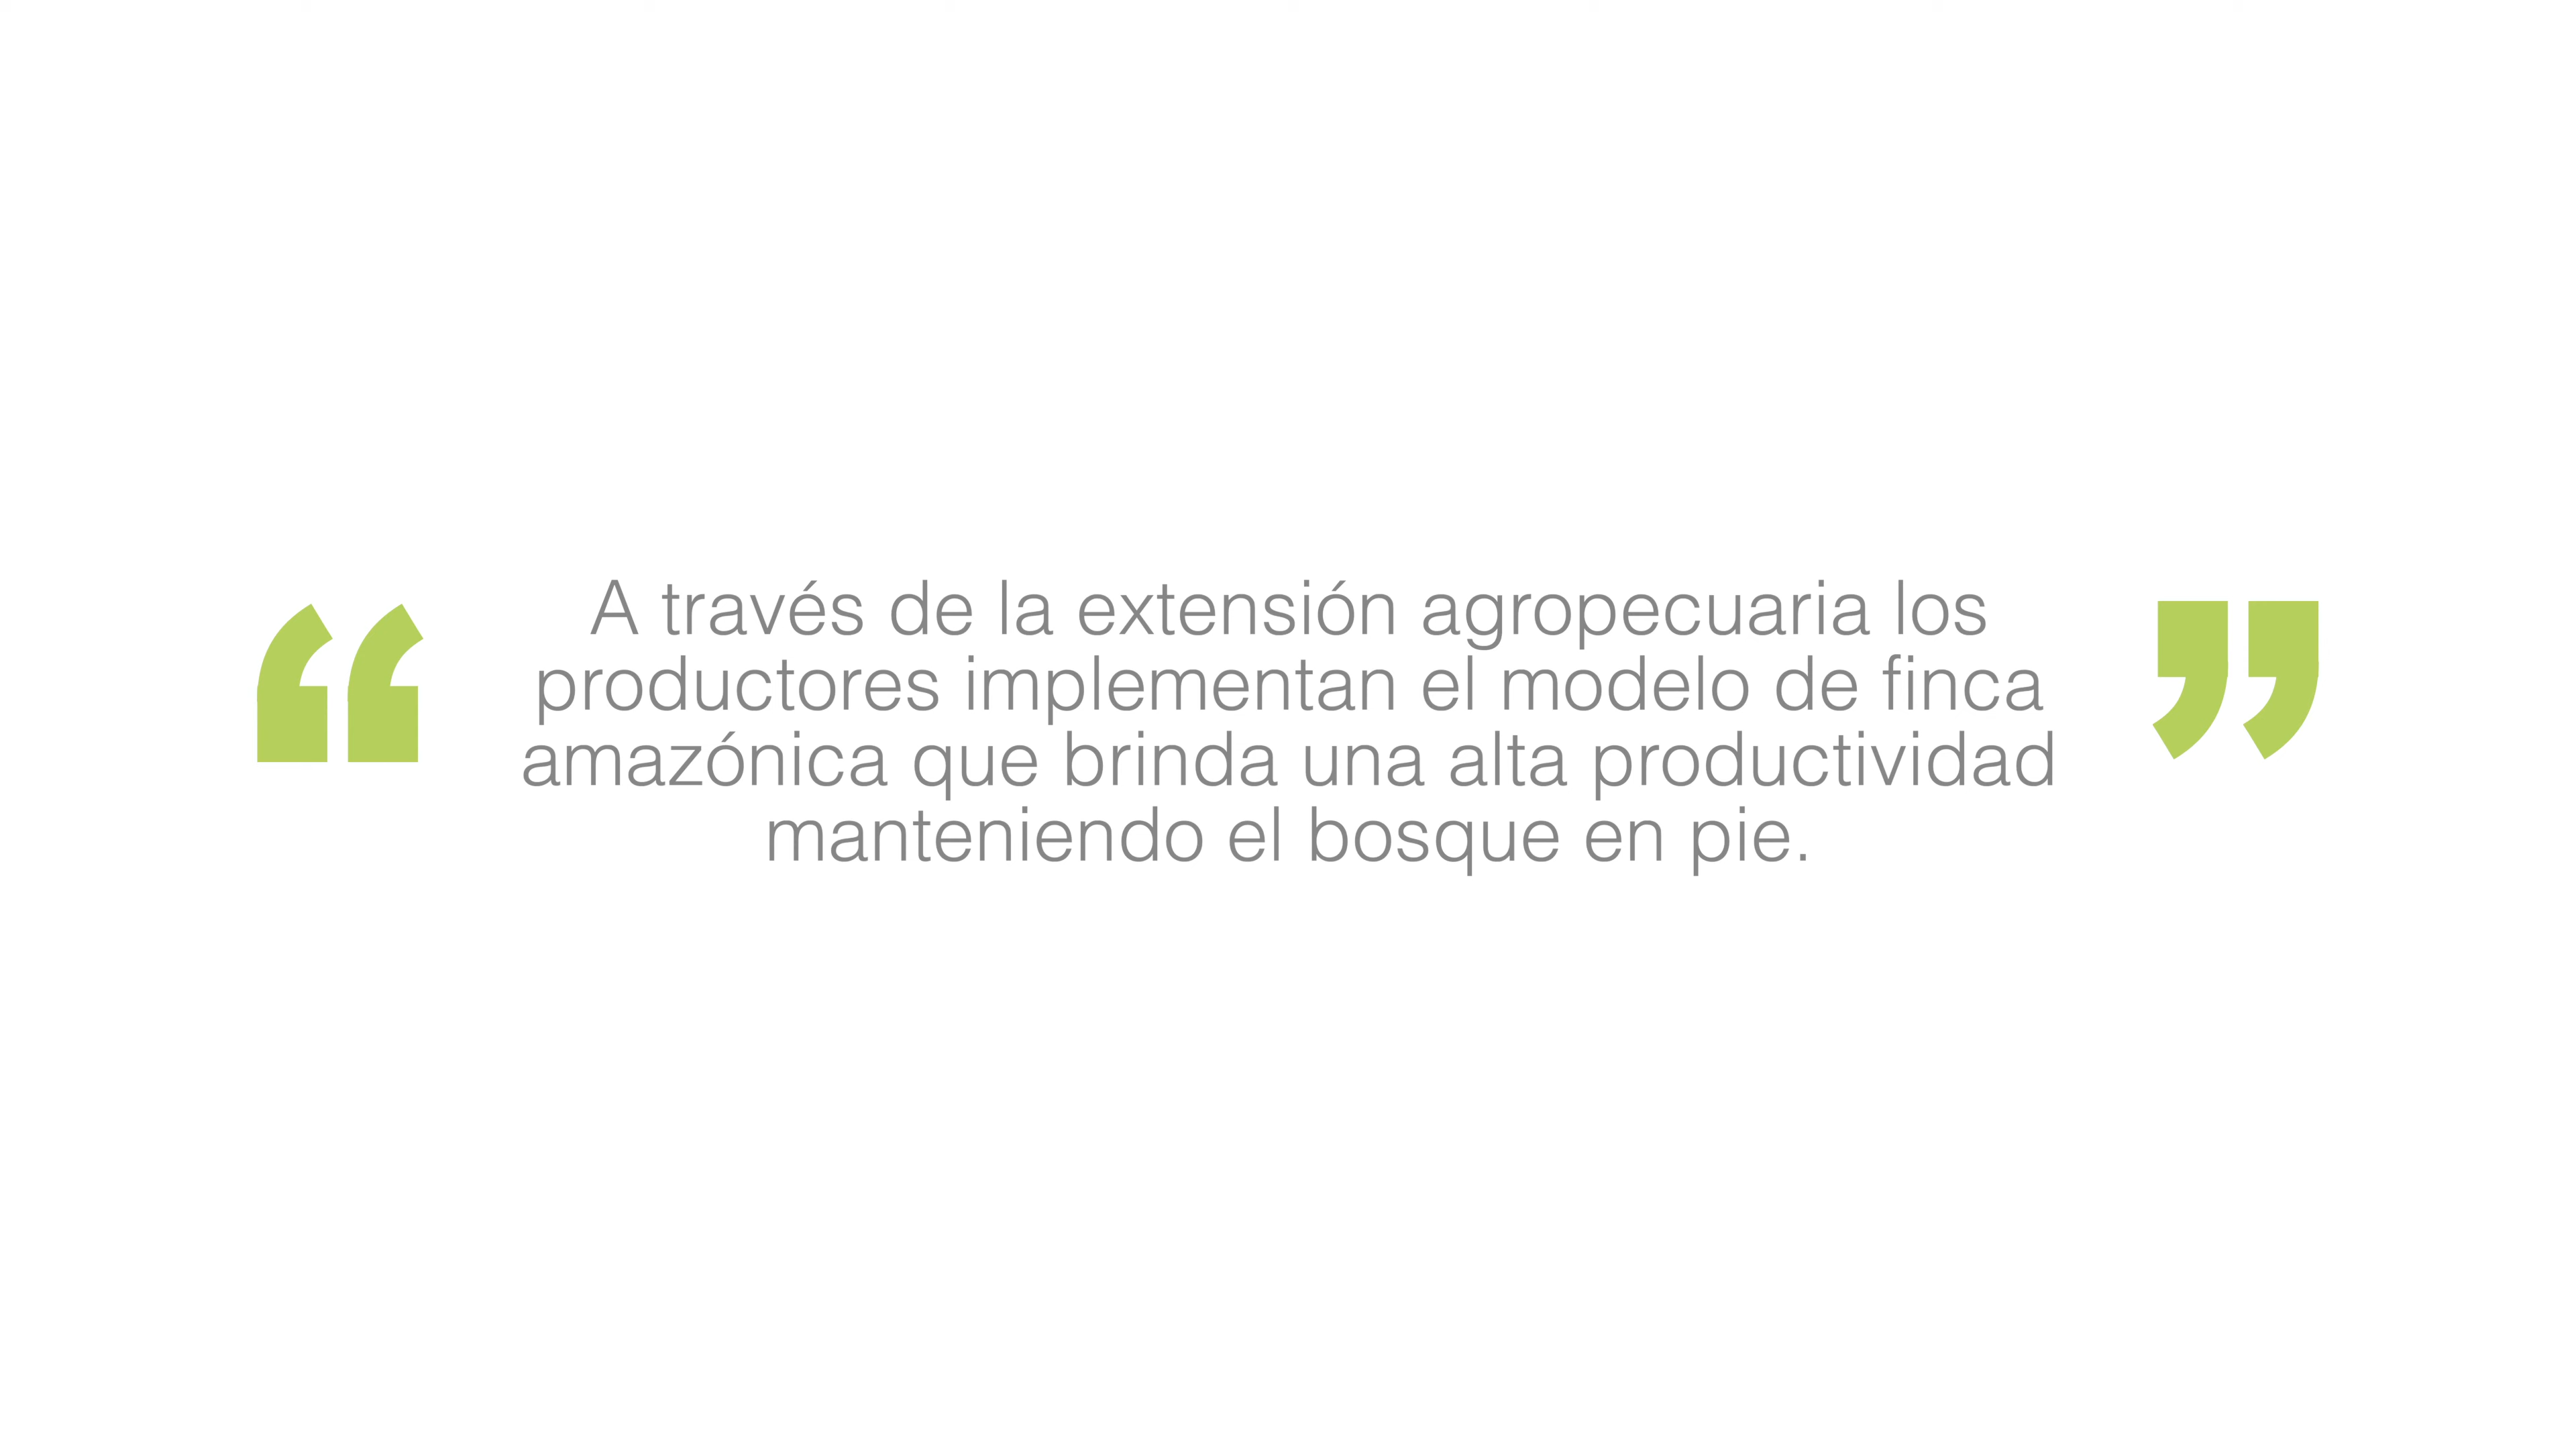 “ A través de la extensión agropecuaria los ”
productores implementan el modelo de finca
amazónica que brinda una alta productividad
manteniendo el bosque en pie.